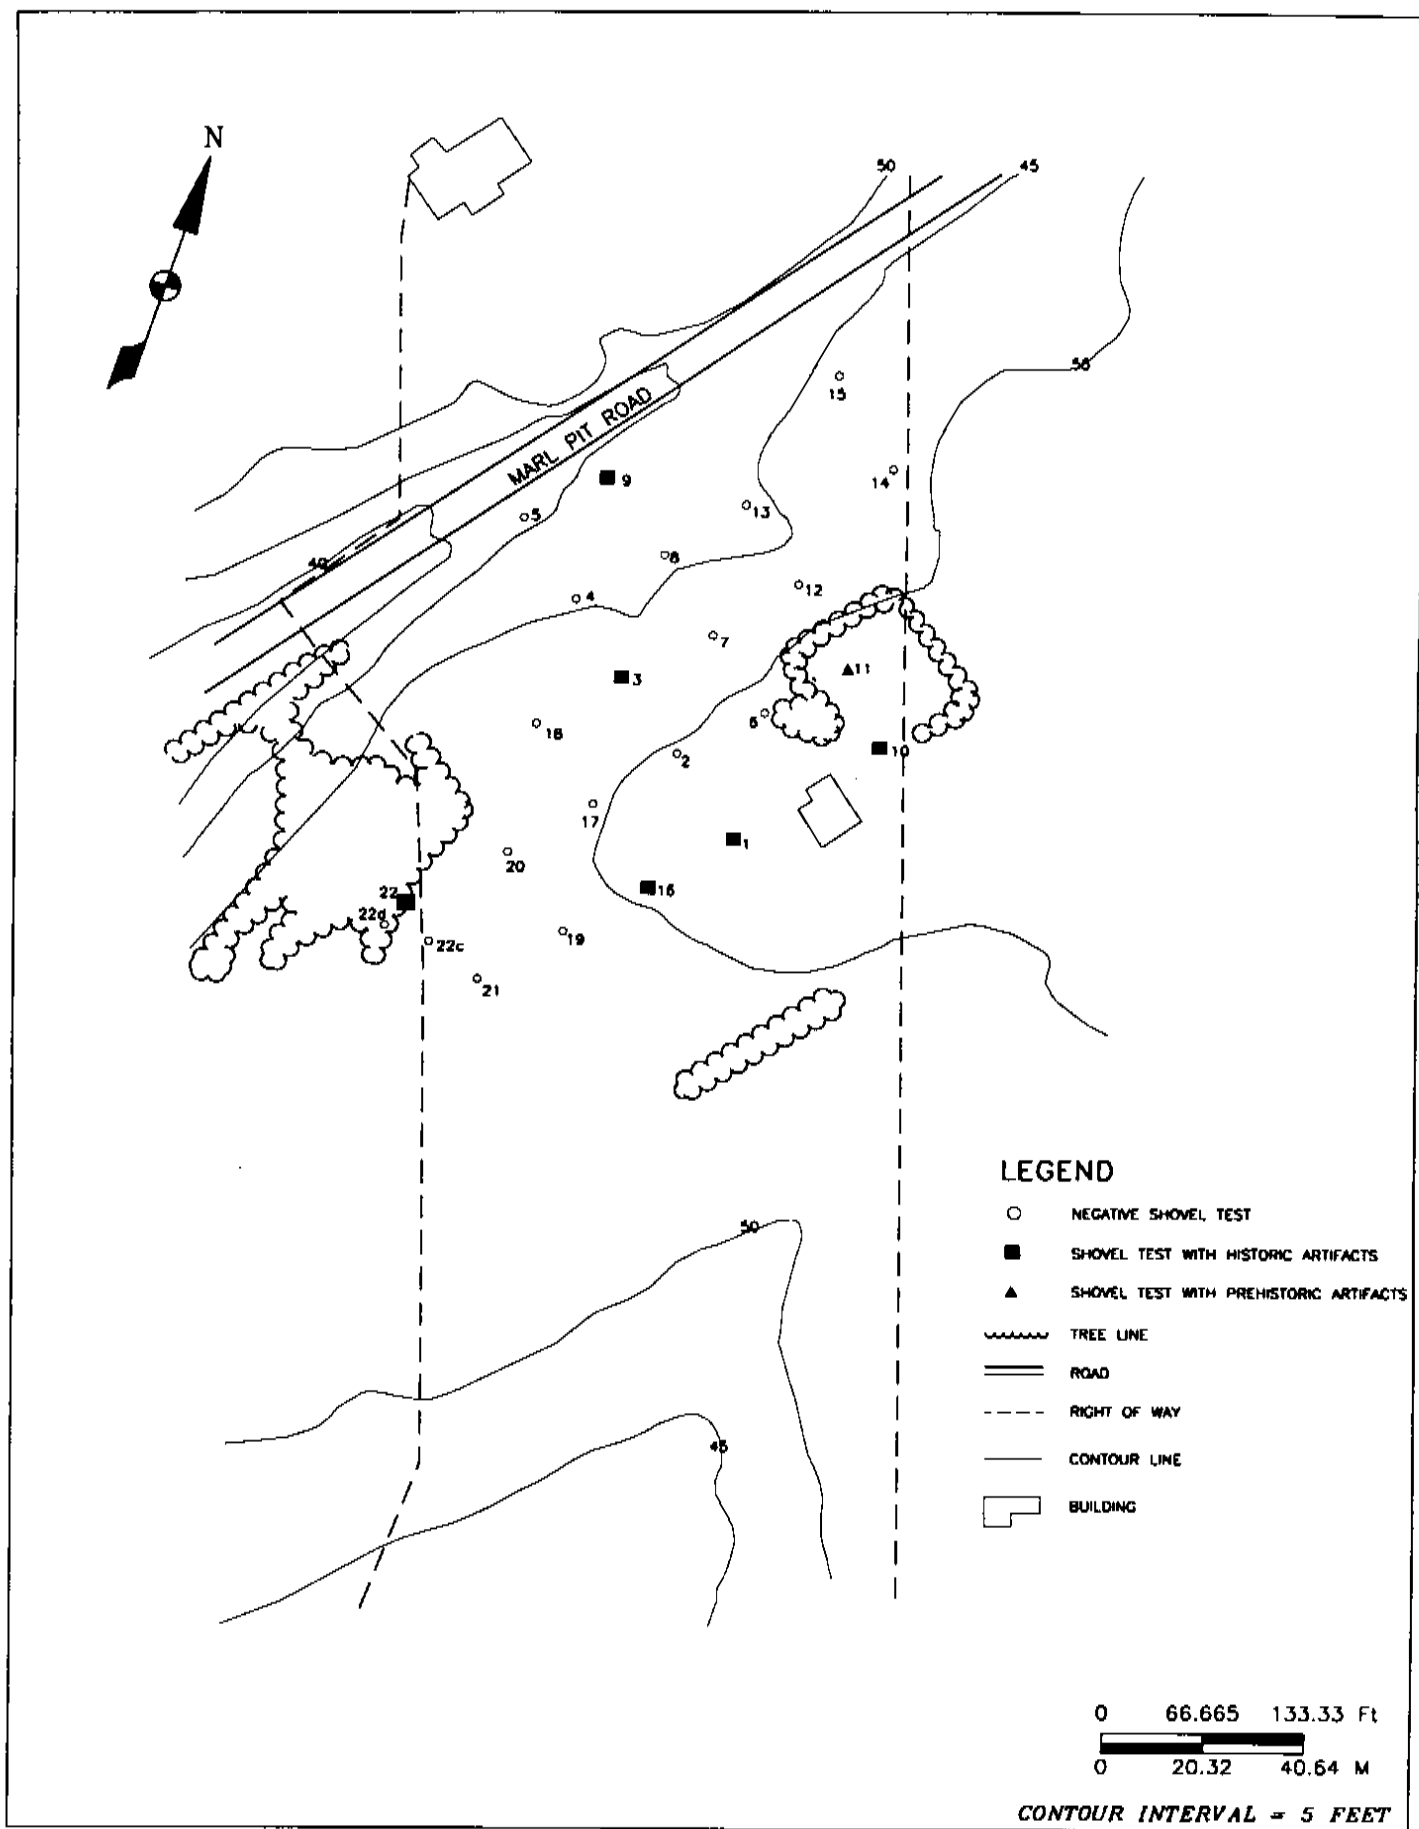 N
50
45
55
15
MARL PIT ROAD
9
14
13
5
40
8
12
4
7
11
3
6
18
10
2
17
1
20
22
16
22d
19
22c
21
LEGEND
NEGATIVE SHOVEL TEST
SHOVEL TEST WITH HISTORIC ARTIFACTS
SHOVEL TEST WITH PREHISTORIC ARTIFACTS
50
TREE LINE
ROAD
RIGHT OF WAY
45
CONTOUR LINE
BUILDING
0 66.665 133.33 Ft
0 20.32 40.64 M
CONTOUR INTERVAL = 5 FEET